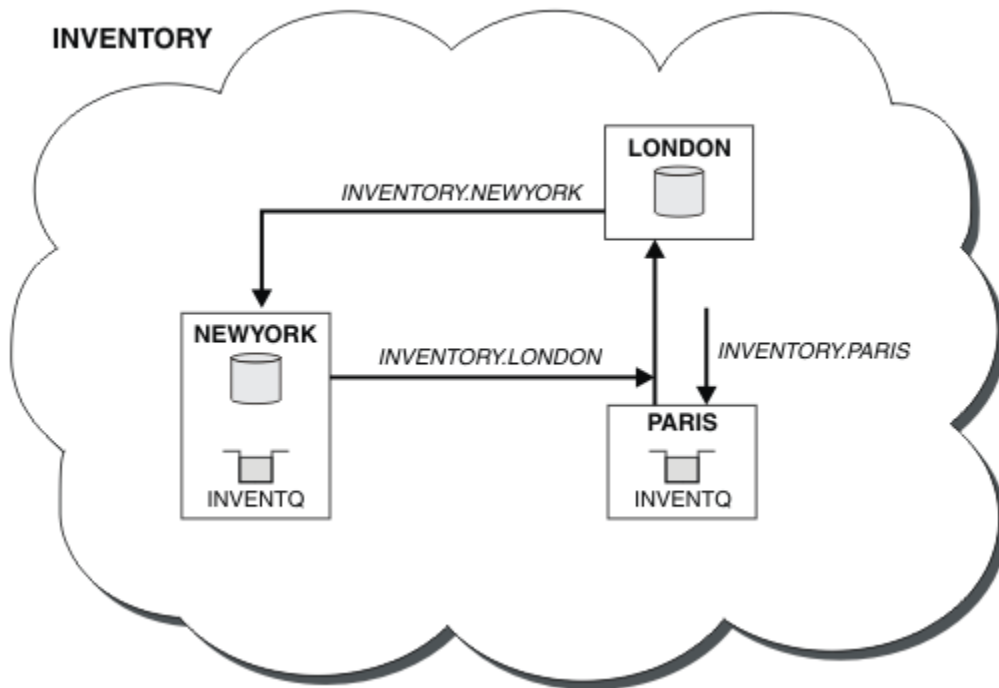 INVENTORY
LONDON
INVENTORY.NEWYORK
NEWYORK
INVENTORY.LONDON
INVENTORY.PARIS
PARIS
INVENTQ
INVENTQ